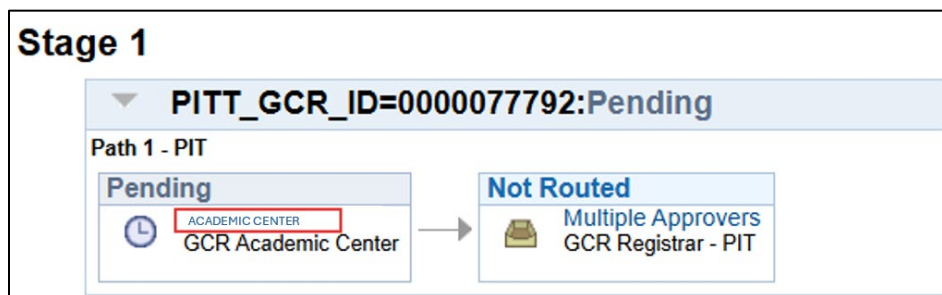 Stage 1
PITT_GCR_ID=0000077792:Pending
Path 1 - PIT
Pending
ACADEMIC CENTER
GCR Academic Center
Not Routed
Multiple Approvers
GCR Registrar - PIT